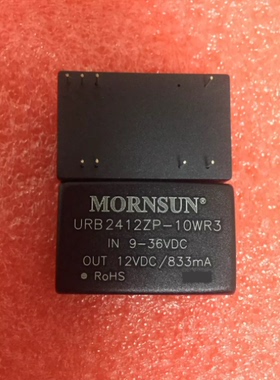 MORNSUN®
URB2412ZP-10WR3
IN 9-36VDC
OUT 12VDC/833mA
RoHS